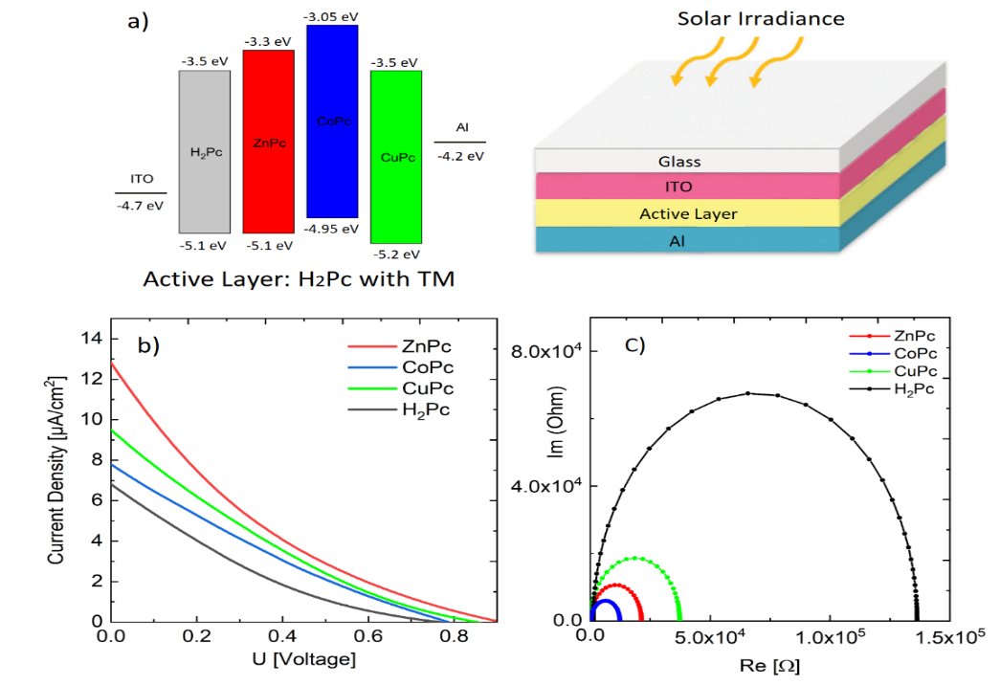 a)
-3.05 eV
-3.3 eV
-3.5 eV
-3.5 eV
H₂Pc
ZnPc
CoPc
CuPc
Al
-4.2 eV
ITO
-4.7 eV
-5.1 eV
-5.1 eV
-4.95 eV
-5.2 eV
Active Layer: H₂Pc with TM
Solar Irradiance
Glass
ITO
Active Layer
Al
b)
ZnPc
CoPc
CuPc
H₂Pc
Current Density [µA/cm²]
14
12
10
8
6
4
2
0
0.0 0.2 0.4 0.6 0.8
U [Voltage]
C)
ZnPc
CoPc
CuPc
H₂Pc
Im (Ohm)
8.0x10⁴
4.0x10⁴
0.0
0.0 5.0x10⁴ 1.0x10⁵ 1.5x10⁵
Re [Ω]